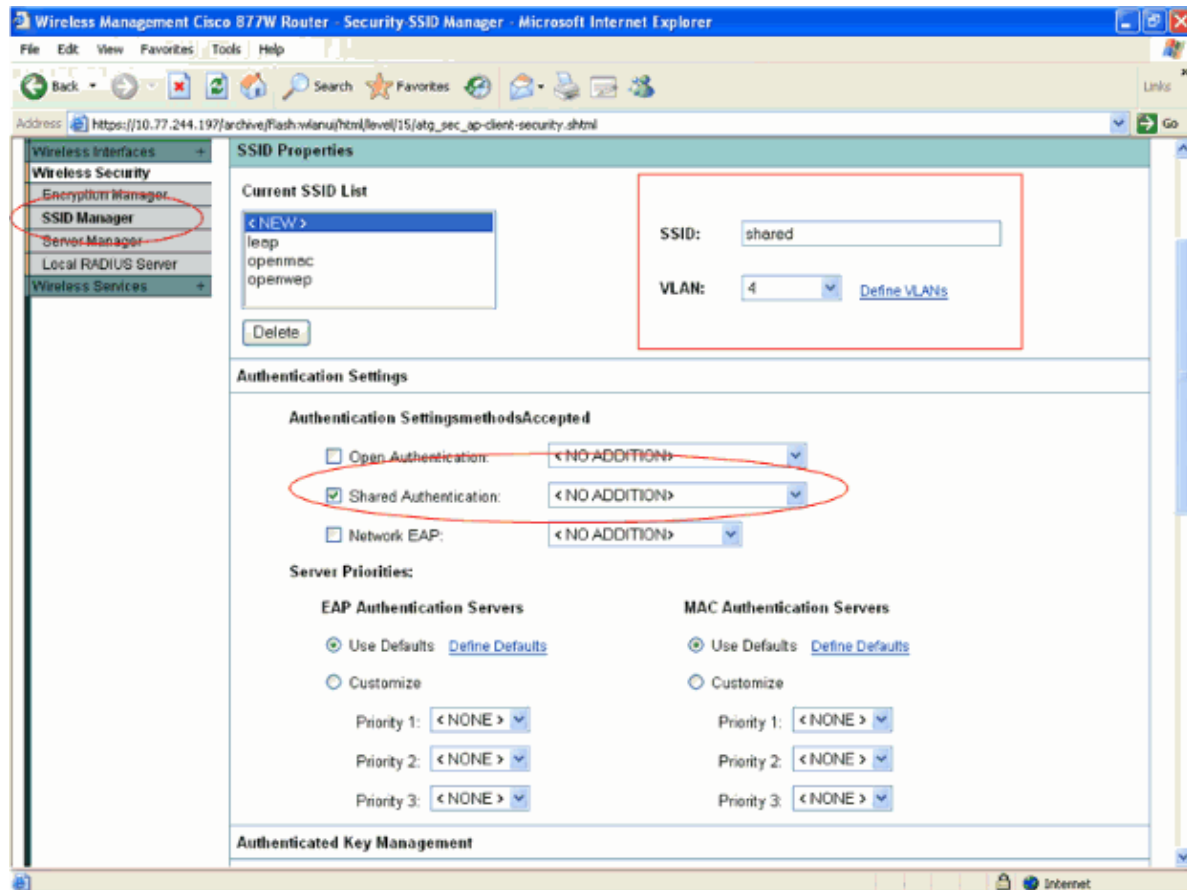 Wireless Management Cisco 877W Router - Security-SSID Manager - Microsoft Internet Explorer
File Edit View Favorites Tools Help
Back Search Favorites Links
Address https://10.77.244.197/archive/flash:wlanui/html/level/15/atg_sec_ap-client-security.shtml Go
Wireless Interfaces +
Wireless Security
Encryption Manager
SSID Manager
Server Manager
Local RADIUS Server
Wireless Services +
SSID Properties
Current SSID List
< NEW >
leap
openmac
openwep
Delete
SSID: shared
VLAN: 4 Define VLANs
Authentication Settings
Authentication SettingsmethodsAccepted
Open Authentication: < NO ADDITION>
Shared Authentication: < NO ADDITION>
Network EAP: < NO ADDITION>
Server Priorities:
EAP Authentication Servers
Use Defaults Define Defaults
Customize
Priority 1: < NONE >
Priority 2: < NONE >
Priority 3: < NONE >
MAC Authentication Servers
Use Defaults Define Defaults
Customize
Priority 1: < NONE >
Priority 2: < NONE >
Priority 3: < NONE >
Authenticated Key Management
Internet